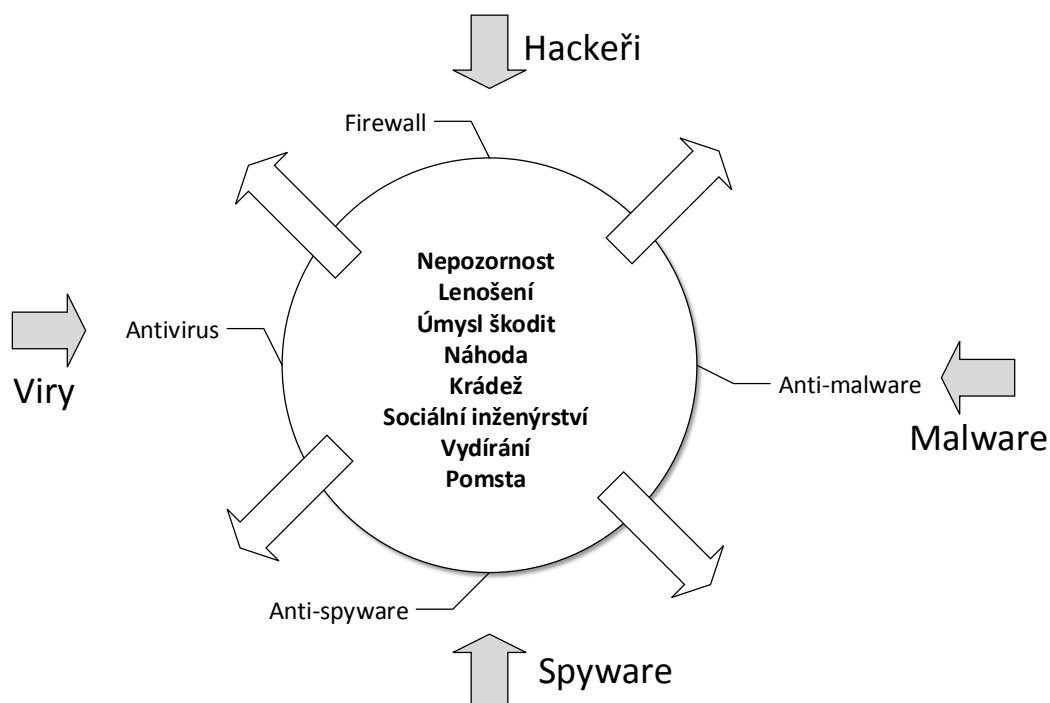 Hackeři
Firewall
Nepozornost
Lenošení
Úmysl škodit
Náhoda
Krádež
Sociální inženýrství
Vydírání
Pomsta
Antivirus
Viry
Anti-malware
Malware
Anti-spyware
Spyware